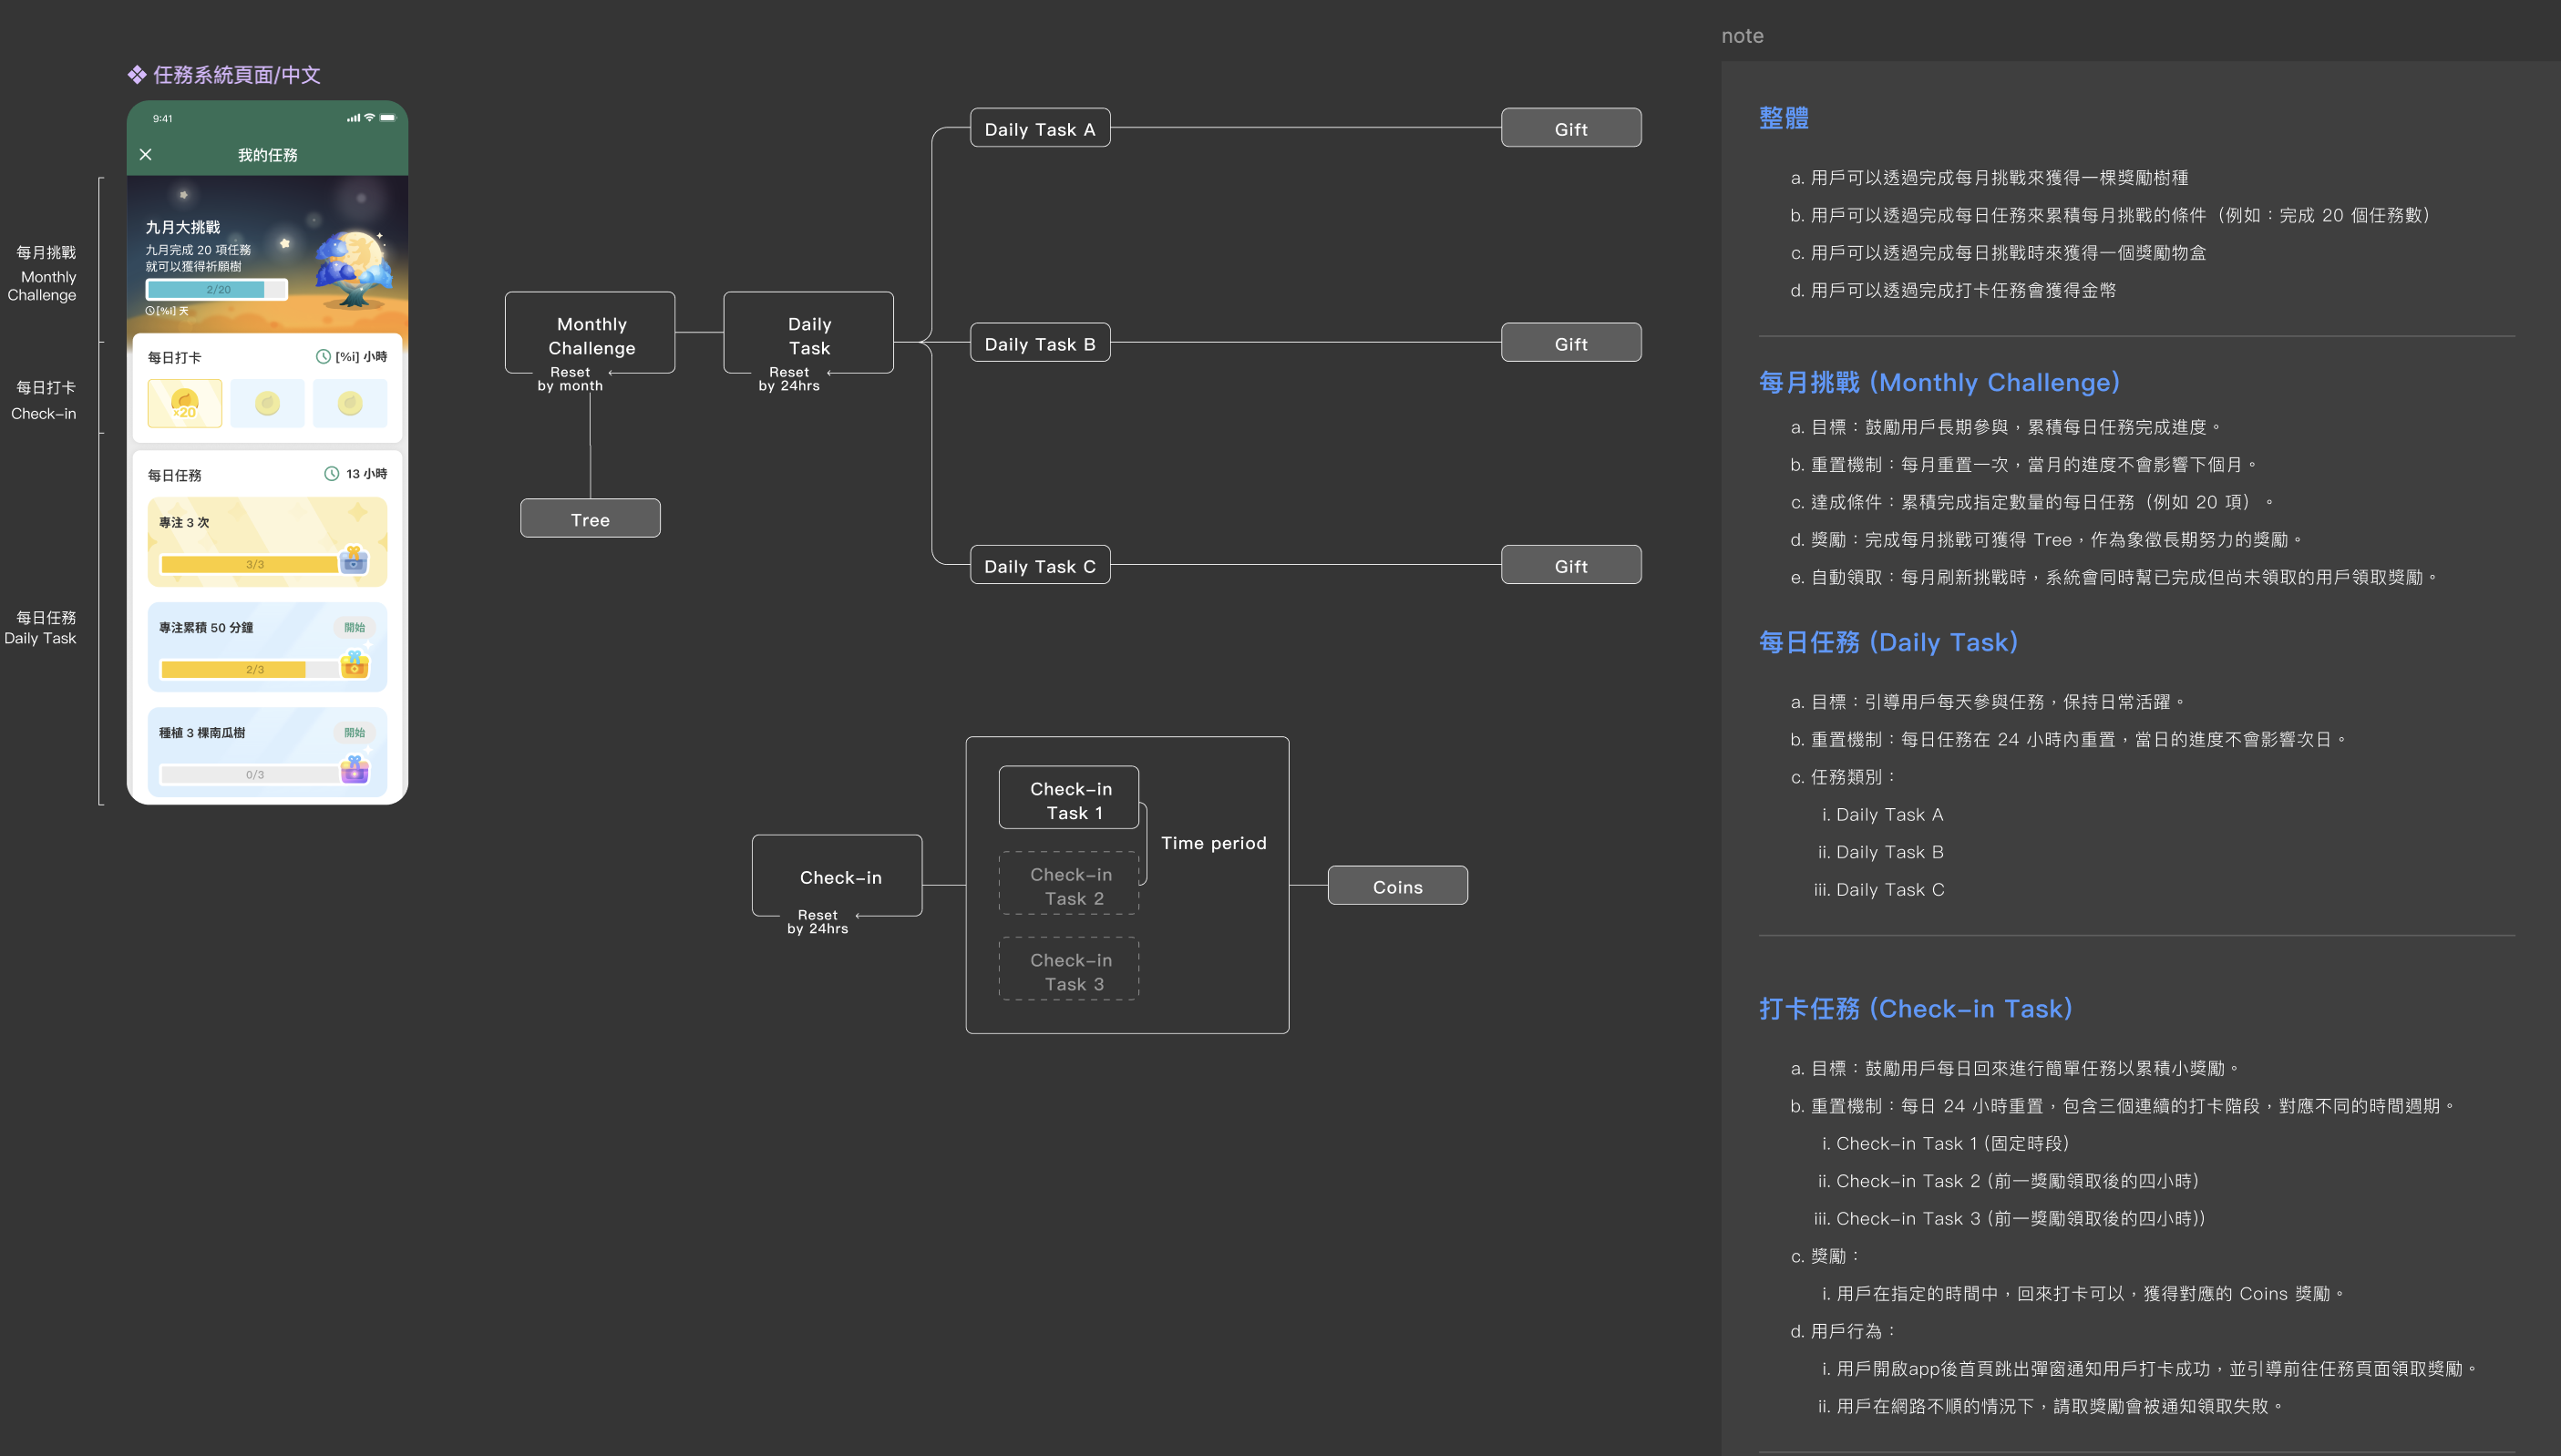 note
❖ 任務系統頁面/中文
9:41
我的任務
九月大挑戰
九月完成 20 項任務
就可以獲得祈願樹
2/20
[%i] 天
每日打卡
[%i] 小時
×20
每日任務
13 小時
專注 3 次
3/3
專注累積 50 分鐘
開始
2/3
種植 3 棵南瓜樹
開始
0/3
每月挑戰
Monthly
Challenge
每日打卡
Check-in
每日任務
Daily Task
Monthly
Challenge
Reset
by month
Tree
Daily
Task
Reset
by 24hrs
Daily Task A
Gift
Daily Task B
Gift
Daily Task C
Gift
Check-in
Reset
by 24hrs
Check-in
Task 1
Check-in
Task 2
Check-in
Task 3
Time period
Coins
整體
a. 用戶可以透過完成每月挑戰來獲得一棵獎勵樹種
b. 用戶可以透過完成每日任務來累積每月挑戰的條件（例如：完成 20 個任務數）
c. 用戶可以透過完成每日挑戰時來獲得一個獎勵物盒
d. 用戶可以透過完成打卡任務會獲得金幣
每月挑戰 (Monthly Challenge)
a. 目標：鼓勵用戶長期參與，累積每日任務完成進度。
b. 重置機制：每月重置一次，當月的進度不會影響下個月。
c. 達成條件：累積完成指定數量的每日任務（例如 20 項）。
d. 獎勵：完成每月挑戰可獲得 Tree，作為象徵長期努力的獎勵。
e. 自動領取：每月刷新挑戰時，系統會同時幫已完成但尚未領取的用戶領取獎勵。
每日任務 (Daily Task)
a. 目標：引導用戶每天參與任務，保持日常活躍。
b. 重置機制：每日任務在 24 小時內重置，當日的進度不會影響次日。
c. 任務類別：
i. Daily Task A
ii. Daily Task B
iii. Daily Task C
打卡任務 (Check-in Task)
a. 目標：鼓勵用戶每日回來進行簡單任務以累積小獎勵。
b. 重置機制：每日 24 小時重置，包含三個連續的打卡階段，對應不同的時間週期。
i. Check-in Task 1 (固定時段)
ii. Check-in Task 2 (前一獎勵領取後的四小時)
iii. Check-in Task 3 (前一獎勵領取後的四小時))
c. 獎勵：
i. 用戶在指定的時間中，回來打卡可以，獲得對應的 Coins 獎勵。
d. 用戶行為：
i. 用戶開啟app後首頁跳出彈窗通知用戶打卡成功，並引導前往任務頁面領取獎勵。
ii. 用戶在網路不順的情況下，請取獎勵會被通知領取失敗。